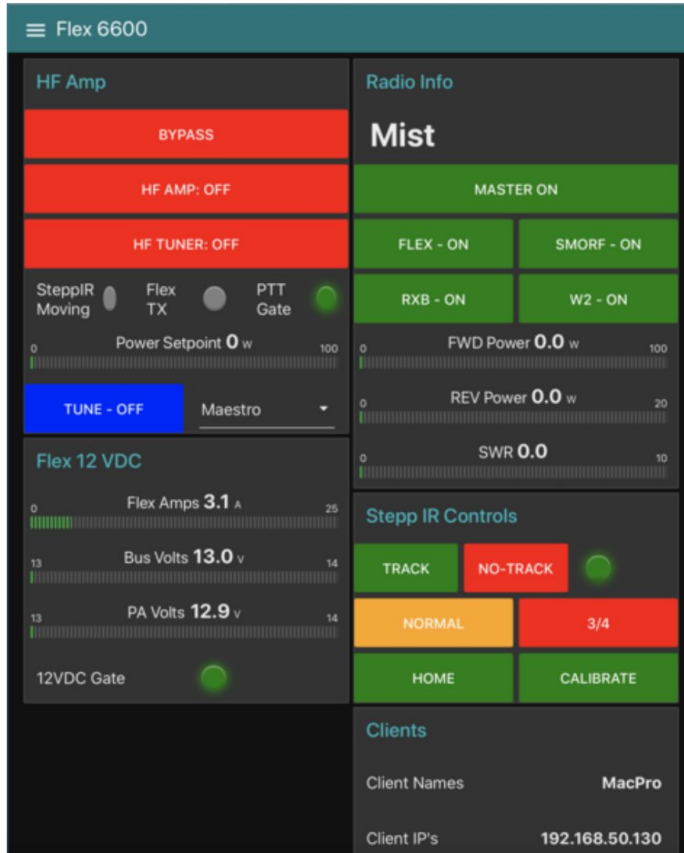 Flex 6600
HF Amp
BYPASS
HF AMP: OFF
HF TUNER: OFF
SteppIR
Moving
Flex
TX
PTT
Gate
0 Power Setpoint 0 w 100
TUNE - OFF
Maestro
Flex 12 VDC
0 Flex Amps 3.1 A 25
13 Bus Volts 13.0 v 14
13 PA Volts 12.9 v 14
12VDC Gate
Radio Info
Mist
MASTER ON
FLEX - ON
SMORF - ON
RXB - ON
W2 - ON
0 FWD Power 0.0 w 100
0 REV Power 0.0 w 20
0 SWR 0.0 10
Stepp IR Controls
TRACK
NO-TRACK
NORMAL
3/4
HOME
CALIBRATE
Clients
Client Names MacPro
Client IP's 192.168.50.130